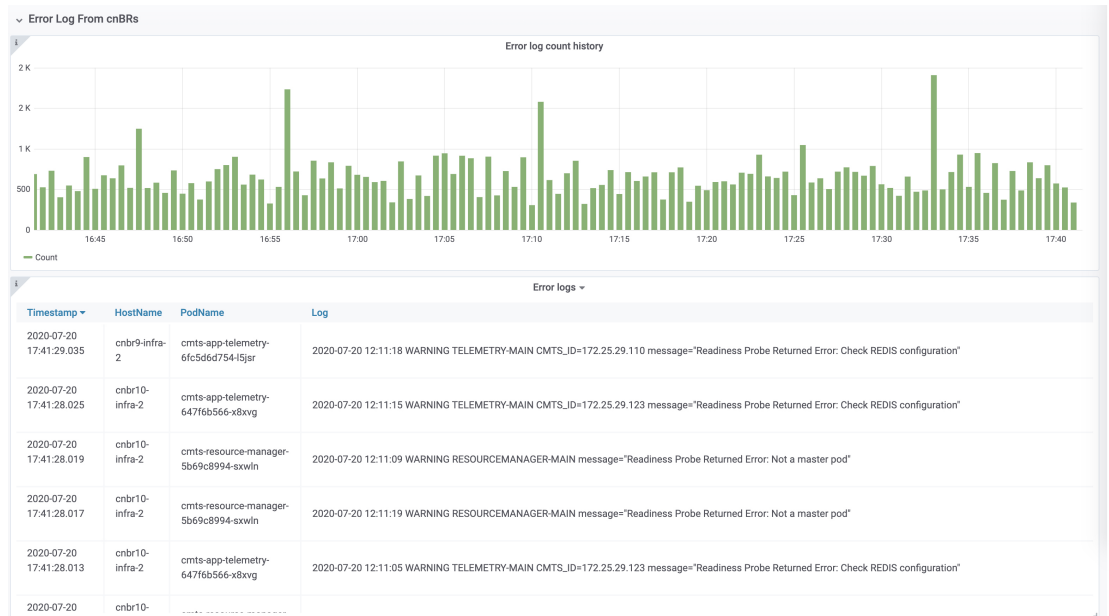 Error Log From cnBRs
i
Error log count history
2 K
2 K
1 K
500
0
16:45 16:50 16:55 17:00 17:05 17:10 17:15 17:20 17:25 17:30 17:35 17:40
Count
i
Error logs
Timestamp HostName PodName Log
2020-07-20
17:41:29.035
cnbr9-infra-
2
cmts-app-telemetry-
6fc5d6d754-l5jsr
2020-07-20 12:11:18 WARNING TELEMETRY-MAIN CMTS_ID=172.25.29.110 message="Readiness Probe Returned Error: Check REDIS configuration"
2020-07-20
17:41:28.025
cnbr10-
infra-2
cmts-app-telemetry-
647f6b566-x8xvg
2020-07-20 12:11:15 WARNING TELEMETRY-MAIN CMTS_ID=172.25.29.123 message="Readiness Probe Returned Error: Check REDIS configuration"
2020-07-20
17:41:28.019
cnbr10-
infra-2
cmts-resource-manager-
5b69c8994-sxwln
2020-07-20 12:11:09 WARNING RESOURCEMANAGER-MAIN message="Readiness Probe Returned Error: Not a master pod"
2020-07-20
17:41:28.017
cnbr10-
infra-2
cmts-resource-manager-
5b69c8994-sxwln
2020-07-20 12:11:19 WARNING RESOURCEMANAGER-MAIN message="Readiness Probe Returned Error: Not a master pod"
2020-07-20
17:41:28.013
cnbr10-
infra-2
cmts-app-telemetry-
647f6b566-x8xvg
2020-07-20 12:11:05 WARNING TELEMETRY-MAIN CMTS_ID=172.25.29.123 message="Readiness Probe Returned Error: Check REDIS configuration"
2020-07-20
cnbr10-